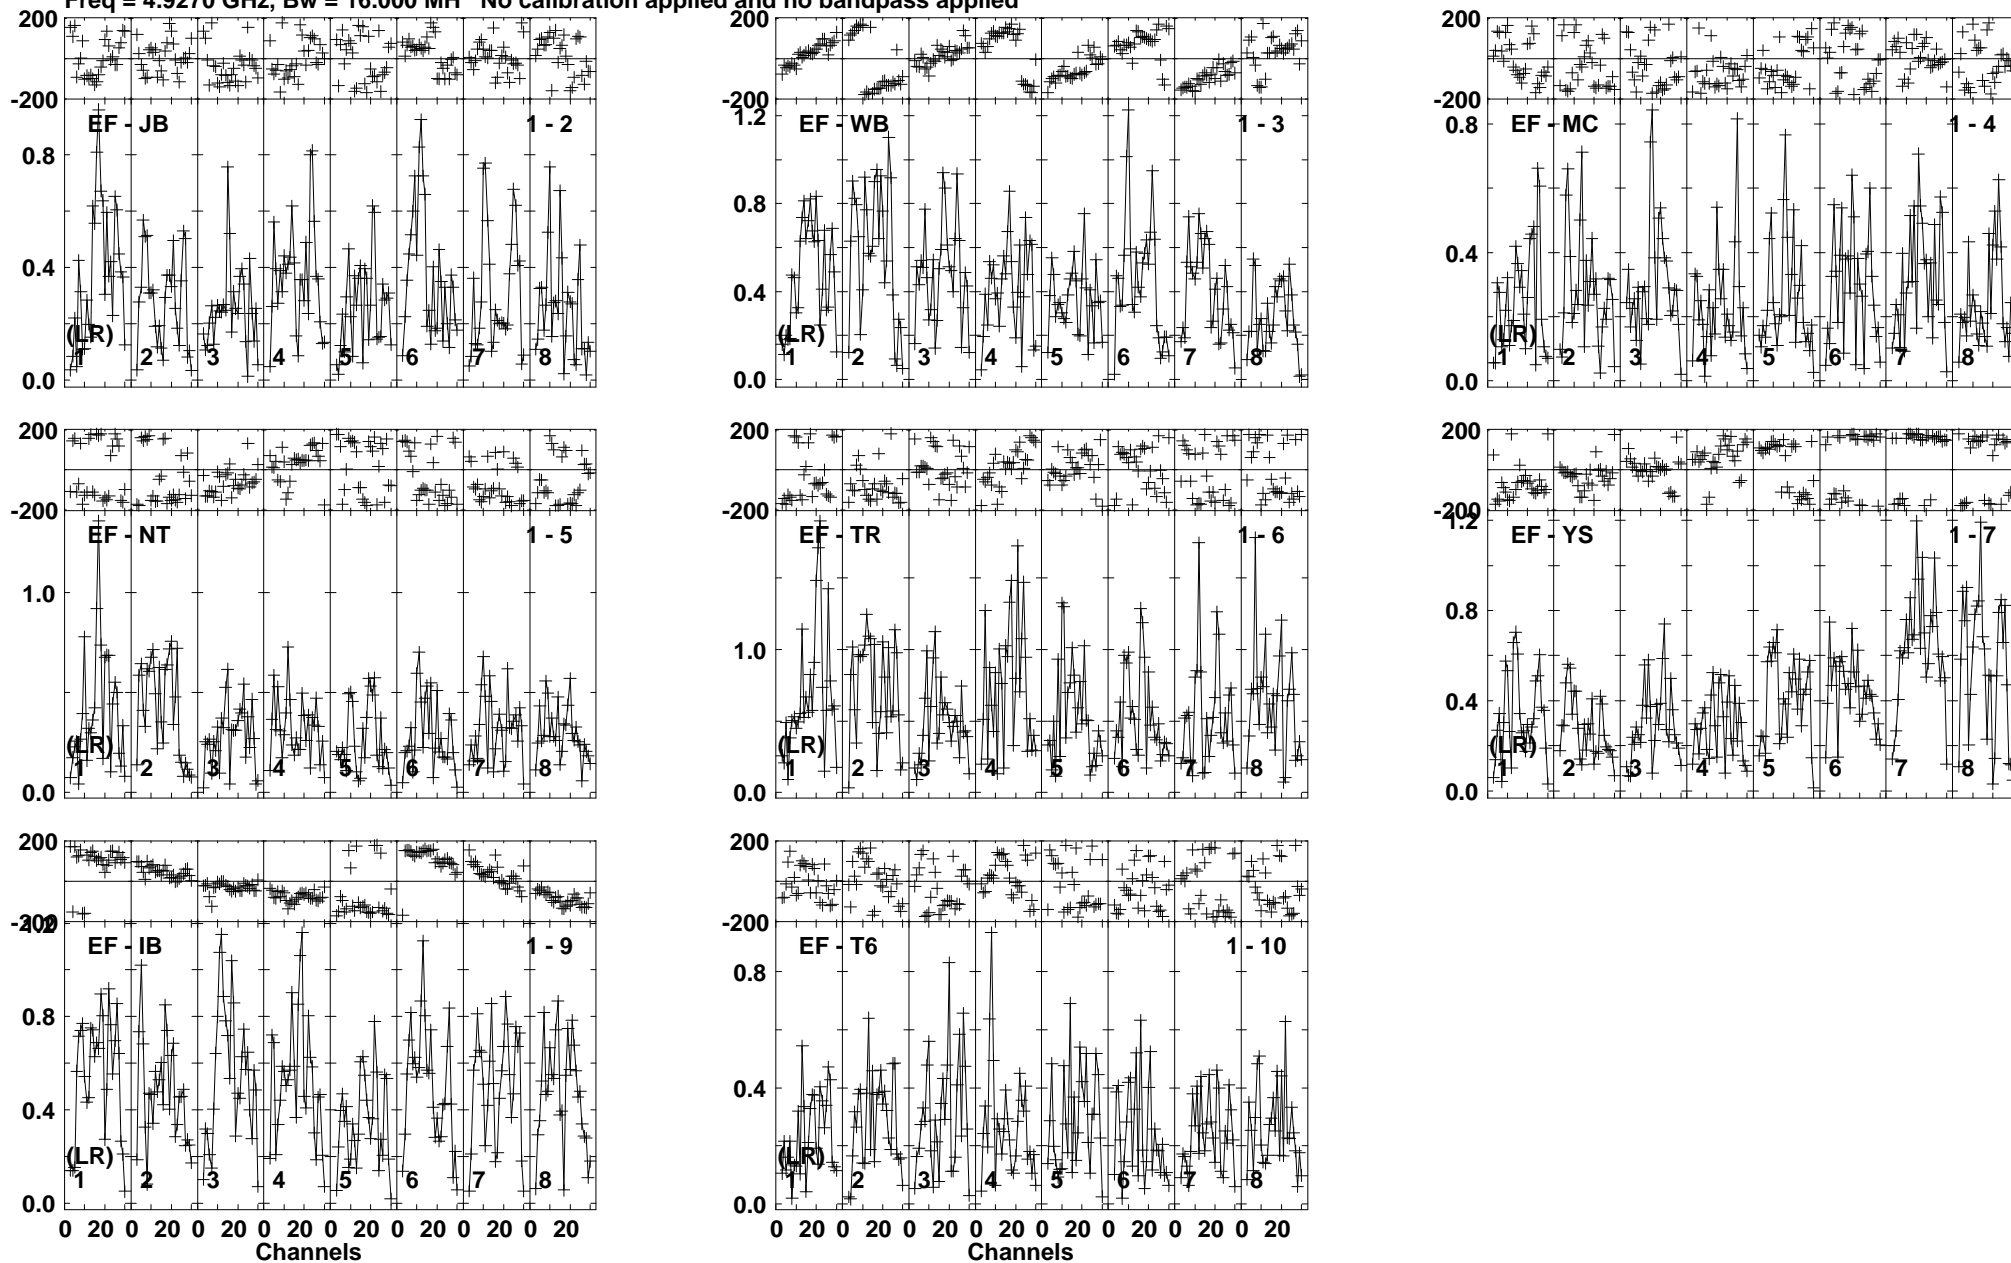 Freq = 4.9270 GHz, Bw = 16.000 MH No calibration applied and no bandpass applied
200
-200
EF - JB 1 - 2
0.8
0.4
(LR)
1 2 3 4 5 6 7 8
0.0
200
-200
1.2
EF - WB 1 - 3
0.8
0.4
(LR)
1 2 3 4 5 6 7 8
0.0
200
-200
EF - MC 1 - 4
0.8
0.4
(LR)
1 2 3 4 5 6 7 8
0.0
200
-200
EF - NT 1 - 5
1.0
(LR)
1 2 3 4 5 6 7 8
0.0
200
-200
EF - TR 1 - 6
1.0
(LR)
1 2 3 4 5 6 7 8
0.0
200
-200
1.2
EF - YS 1 - 7
0.8
0.4
(LR)
1 2 3 4 5 6 7 8
0.0
200
-200
1.2
EF - IB 1 - 9
0.8
0.4
(LR)
1 2 3 4 5 6 7 8
0.0
0 20 0 20 0 20 0 20 0 20 0 20 0 20 0 20
Channels
200
-200
EF - T6 1 - 10
0.8
0.4
(LR)
1 2 3 4 5 6 7 8
0.0
0 20 0 20 0 20 0 20 0 20 0 20 0 20 0 20
Channels